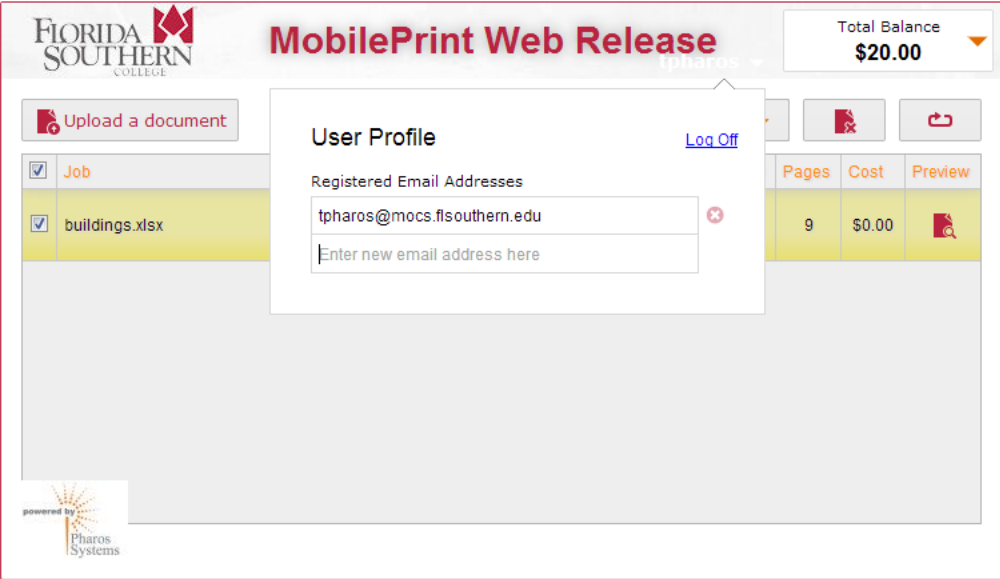 FLORIDA
SOUTHERN
COLLEGE
MobilePrint Web Release
tpharos
Total Balance
$20.00
Upload a document
User Profile
Log Off
Registered Email Addresses
tpharos@mocs.flsouthern.edu
Enter new email address here
Job
Pages
Cost
Preview
buildings.xlsx
9
$0.00
powered by
Pharos
Systems